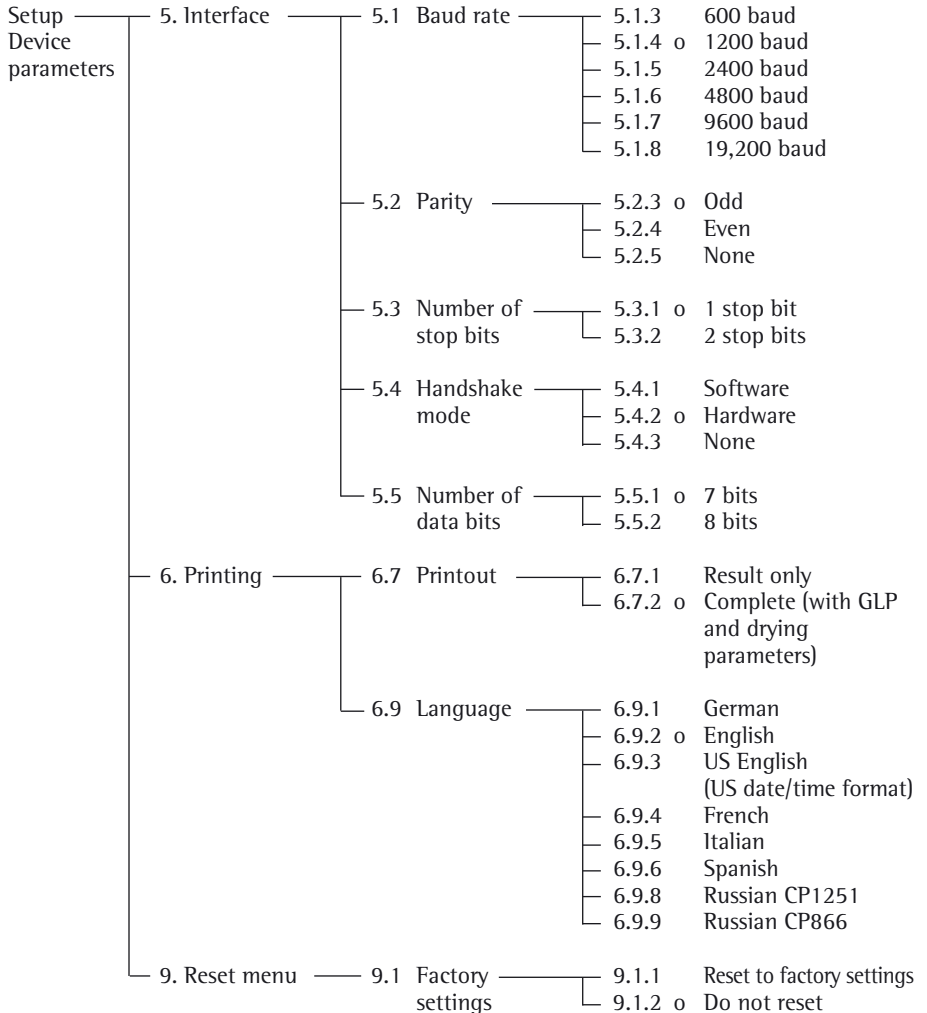 Setup 5. Interface 5.1 Baud rate 5.1.3 600 baud
Device 5.1.4 o 1200 baud
parameters 5.1.5 2400 baud
5.1.6 4800 baud
5.1.7 9600 baud
5.1.8 19,200 baud
5.2 Parity 5.2.3 o Odd
5.2.4 Even
5.2.5 None
5.3 Number of 5.3.1 o 1 stop bit
stop bits 5.3.2 2 stop bits
5.4 Handshake 5.4.1 Software
mode 5.4.2 o Hardware
5.4.3 None
5.5 Number of 5.5.1 o 7 bits
data bits 5.5.2 8 bits
6. Printing 6.7 Printout 6.7.1 Result only
6.7.2 o Complete (with GLP
and drying
parameters)
6.9 Language 6.9.1 German
6.9.2 o English
6.9.3 US English
(US date/time format)
6.9.4 French
6.9.5 Italian
6.9.6 Spanish
6.9.8 Russian CP1251
6.9.9 Russian CP866
9. Reset menu 9.1 Factory 9.1.1 Reset to factory settings
settings 9.1.2 o Do not reset